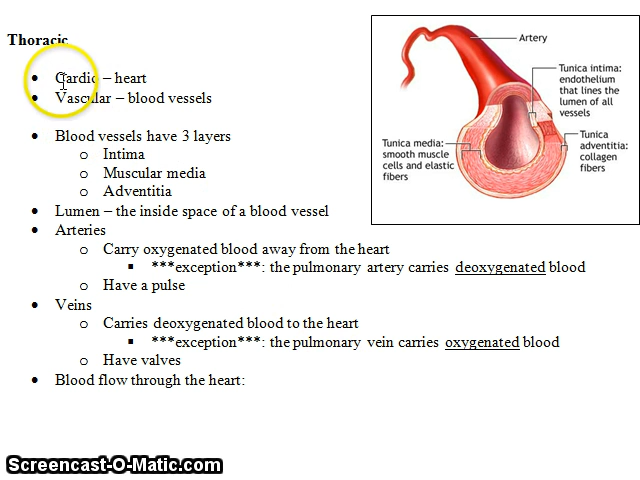 Thoracic
• Cardio – heart
• Vascular – blood vessels
• Blood vessels have 3 layers
o Intima
o Muscular media
o Adventitia
• Lumen – the inside space of a blood vessel
• Arteries
o Carry oxygenated blood away from the heart
▪ ***exception***: the pulmonary artery carries deoxygenated blood
o Have a pulse
• Veins
o Carries deoxygenated blood to the heart
▪ ***exception***: the pulmonary vein carries oxygenated blood
o Have valves
• Blood flow through the heart:
Artery
Tunica intima:
endothelium
that lines the
lumen of all
vessels
Tunica
adventitia:
collagen
fibers
Tunica media:
smooth muscle
cells and elastic
fibers
Screencast-O-Matic.com